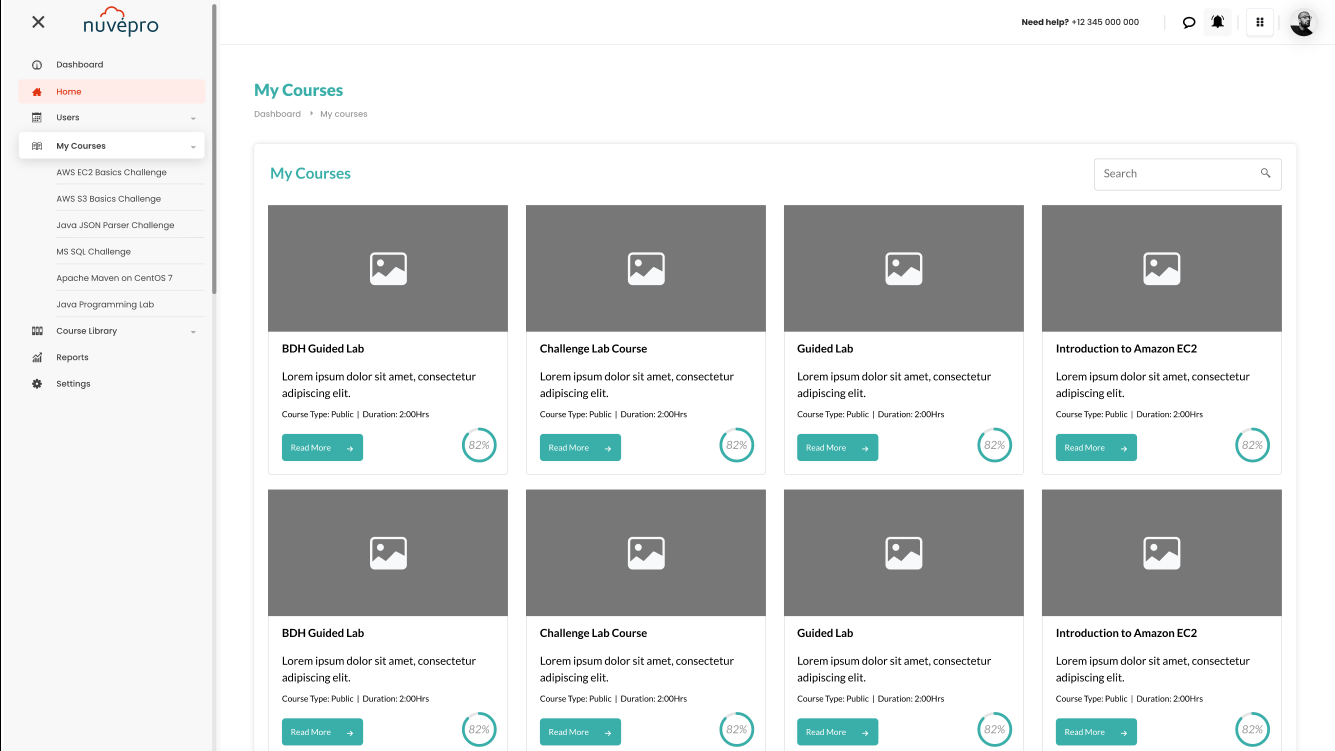 nuvépro
Need help? +12 345 000 000
Dashboard
Home
Users
My Courses
AWS EC2 Basics Challenge
AWS S3 Basics Challenge
Java JSON Parser Challenge
MS SQL Challenge
Apache Maven on CentOS 7
Java Programming Lab
Course Library
Reports
Settings
My Courses
Dashboard My courses
My Courses
Search
BDH Guided Lab
Lorem ipsum dolor sit amet, consectetur
adipiscing elit.
Course Type: Public | Duration: 2:00Hrs
Read More
82%
Challenge Lab Course
Lorem ipsum dolor sit amet, consectetur
adipiscing elit.
Course Type: Public | Duration: 2:00Hrs
Read More
82%
Guided Lab
Lorem ipsum dolor sit amet, consectetur
adipiscing elit.
Course Type: Public | Duration: 2:00Hrs
Read More
82%
Introduction to Amazon EC2
Lorem ipsum dolor sit amet, consectetur
adipiscing elit.
Course Type: Public | Duration: 2:00Hrs
Read More
82%
BDH Guided Lab
Lorem ipsum dolor sit amet, consectetur
adipiscing elit.
Course Type: Public | Duration: 2:00Hrs
Read More
82%
Challenge Lab Course
Lorem ipsum dolor sit amet, consectetur
adipiscing elit.
Course Type: Public | Duration: 2:00Hrs
Read More
82%
Guided Lab
Lorem ipsum dolor sit amet, consectetur
adipiscing elit.
Course Type: Public | Duration: 2:00Hrs
Read More
82%
Introduction to Amazon EC2
Lorem ipsum dolor sit amet, consectetur
adipiscing elit.
Course Type: Public | Duration: 2:00Hrs
Read More
82%